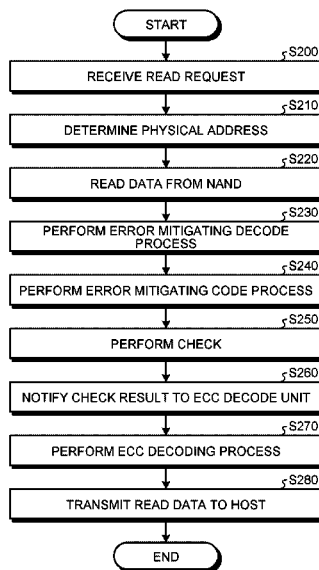 START
S200
RECEIVE READ REQUEST
S210
DETERMINE PHYSICAL ADDRESS
S220
READ DATA FROM NAND
S230
PERFORM ERROR MITIGATING DECODE
PROCESS
S240
PERFORM ERROR MITIGATING CODE PROCESS
S250
PERFORM CHECK
S260
NOTIFY CHECK RESULT TO ECC DECODE UNIT
S270
PERFORM ECC DECODING PROCESS
S280
TRANSMIT READ DATA TO HOST
END